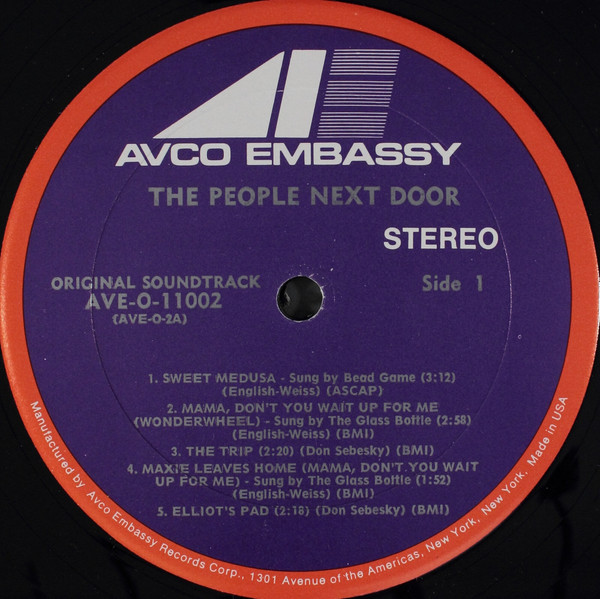 AVCO EMBASSY
THE PEOPLE NEXT DOOR
STEREO
ORIGINAL SOUNDTRACK
AVE-O-11002
(AVE-O-2A)
Side 1
1. SWEET MEDUSA - Sung by Bead Game (3:12)
(English-Weiss) (ASCAP)
2. MAMA, DON'T YOU WAIT UP FOR ME
(WONDERWHEEL) - Sung by The Glass Bottle (2:58)
(English-Weiss) (BMI)
3. THE TRIP (2:20) (Don Sebesky) (BMI)
4. MAXIE LEAVES HOME (MAMA, DON'T YOU WAIT
UP FOR ME) - Sung by The Glass Bottle (1:52)
(English-Weiss) (BMI)
5. ELLIOT'S PAD (2:18) (Don Sebesky) (BMI)
Manufactured by Avco Embassy Records Corp., 1301 Avenue of the Americas, New York, New York. Made in USA